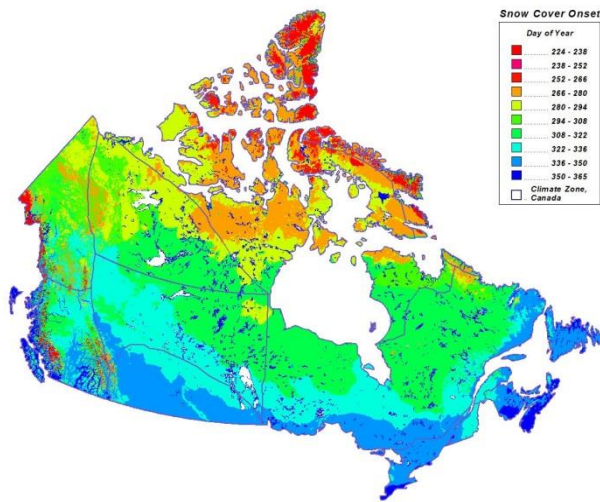 Snow Cover Onset
Day of Year
224 - 238
238 - 252
252 - 266
266 - 280
280 - 294
294 - 308
308 - 322
322 - 336
336 - 350
350 - 365
Climate Zone,
Canada